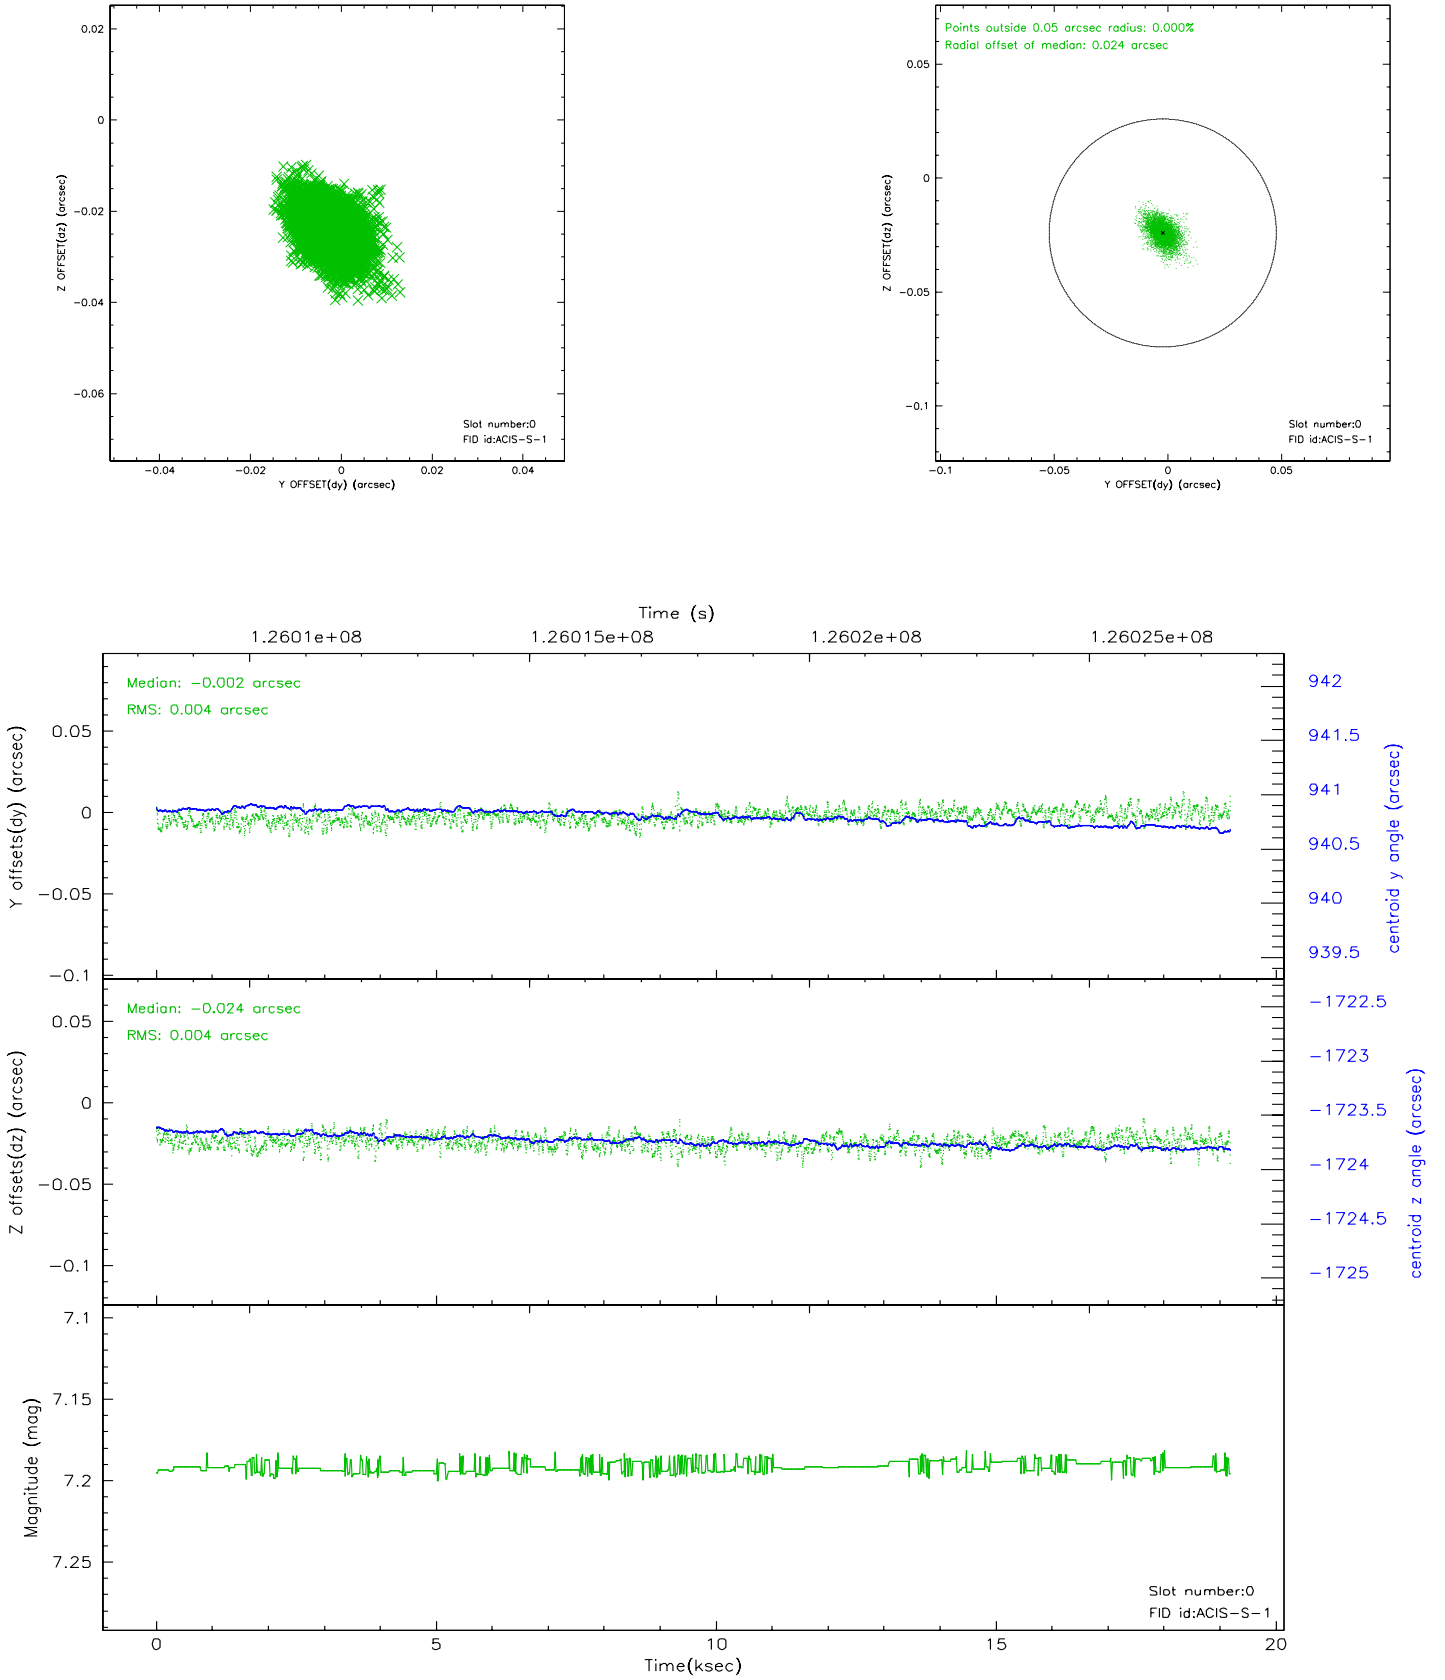 0.02
0
−0.02
−0.04
−0.06
Z OFFSET(dz) (arcsec)
Slot number:0
FID id:ACIS−S−1
−0.04 −0.02 0 0.02 0.04
Y OFFSET(dy) (arcsec)
Points outside 0.05 arcsec radius: 0.000%
Radial offset of median: 0.024 arcsec
0.05
0
−0.05
−0.1
Z OFFSET(dz) (arcsec)
Slot number:0
FID id:ACIS−S−1
−0.1 −0.05 0 0.05
Y OFFSET(dy) (arcsec)
Time (s)
1.2601e+08 1.26015e+08 1.2602e+08 1.26025e+08
Median: −0.002 arcsec
RMS: 0.004 arcsec
0.05
0
−0.05
−0.1
Y offsets(dy) (arcsec)
942
941.5
941
940.5
940
939.5
centroid y angle (arcsec)
Median: −0.024 arcsec
RMS: 0.004 arcsec
0.05
0
−0.05
−0.1
Z offsets(dz) (arcsec)
−1722.5
−1723
−1723.5
−1724
−1724.5
−1725
centroid z angle (arcsec)
7.1
7.15
7.2
7.25
Magnitude (mag)
Slot number:0
FID id:ACIS−S−1
0 5 10 15 20
Time(ksec)